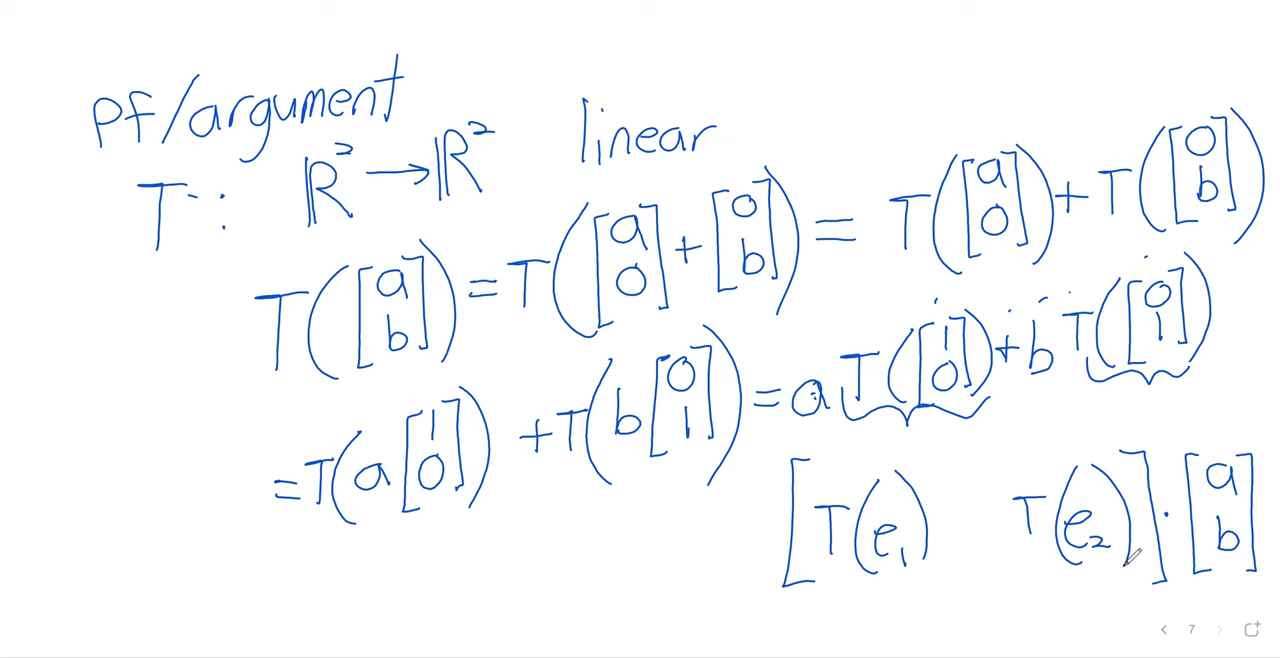 Pf/argument
T: ℝ² → ℝ² linear
T([a b]) = T([a 0] + [0 b]) = T([a 0]) + T([0 b])
= T(a[1 0]) + T(b[0 1]) = a T([1 0]) + b T([0 1])
[T(e₁) T(e₂)] · [a b]
7